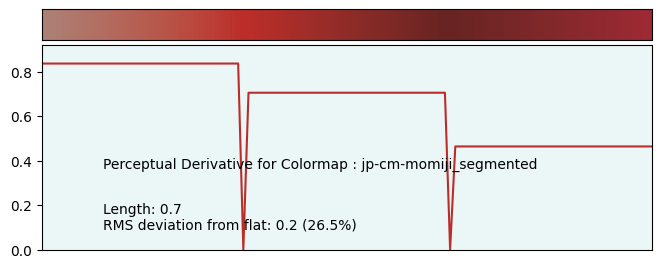 0.8
0.6
0.4
0.2
0.0
Perceptual Derivative for Colormap : jp-cm-momiji_segmented
Length: 0.7
RMS deviation from flat: 0.2 (26.5%)